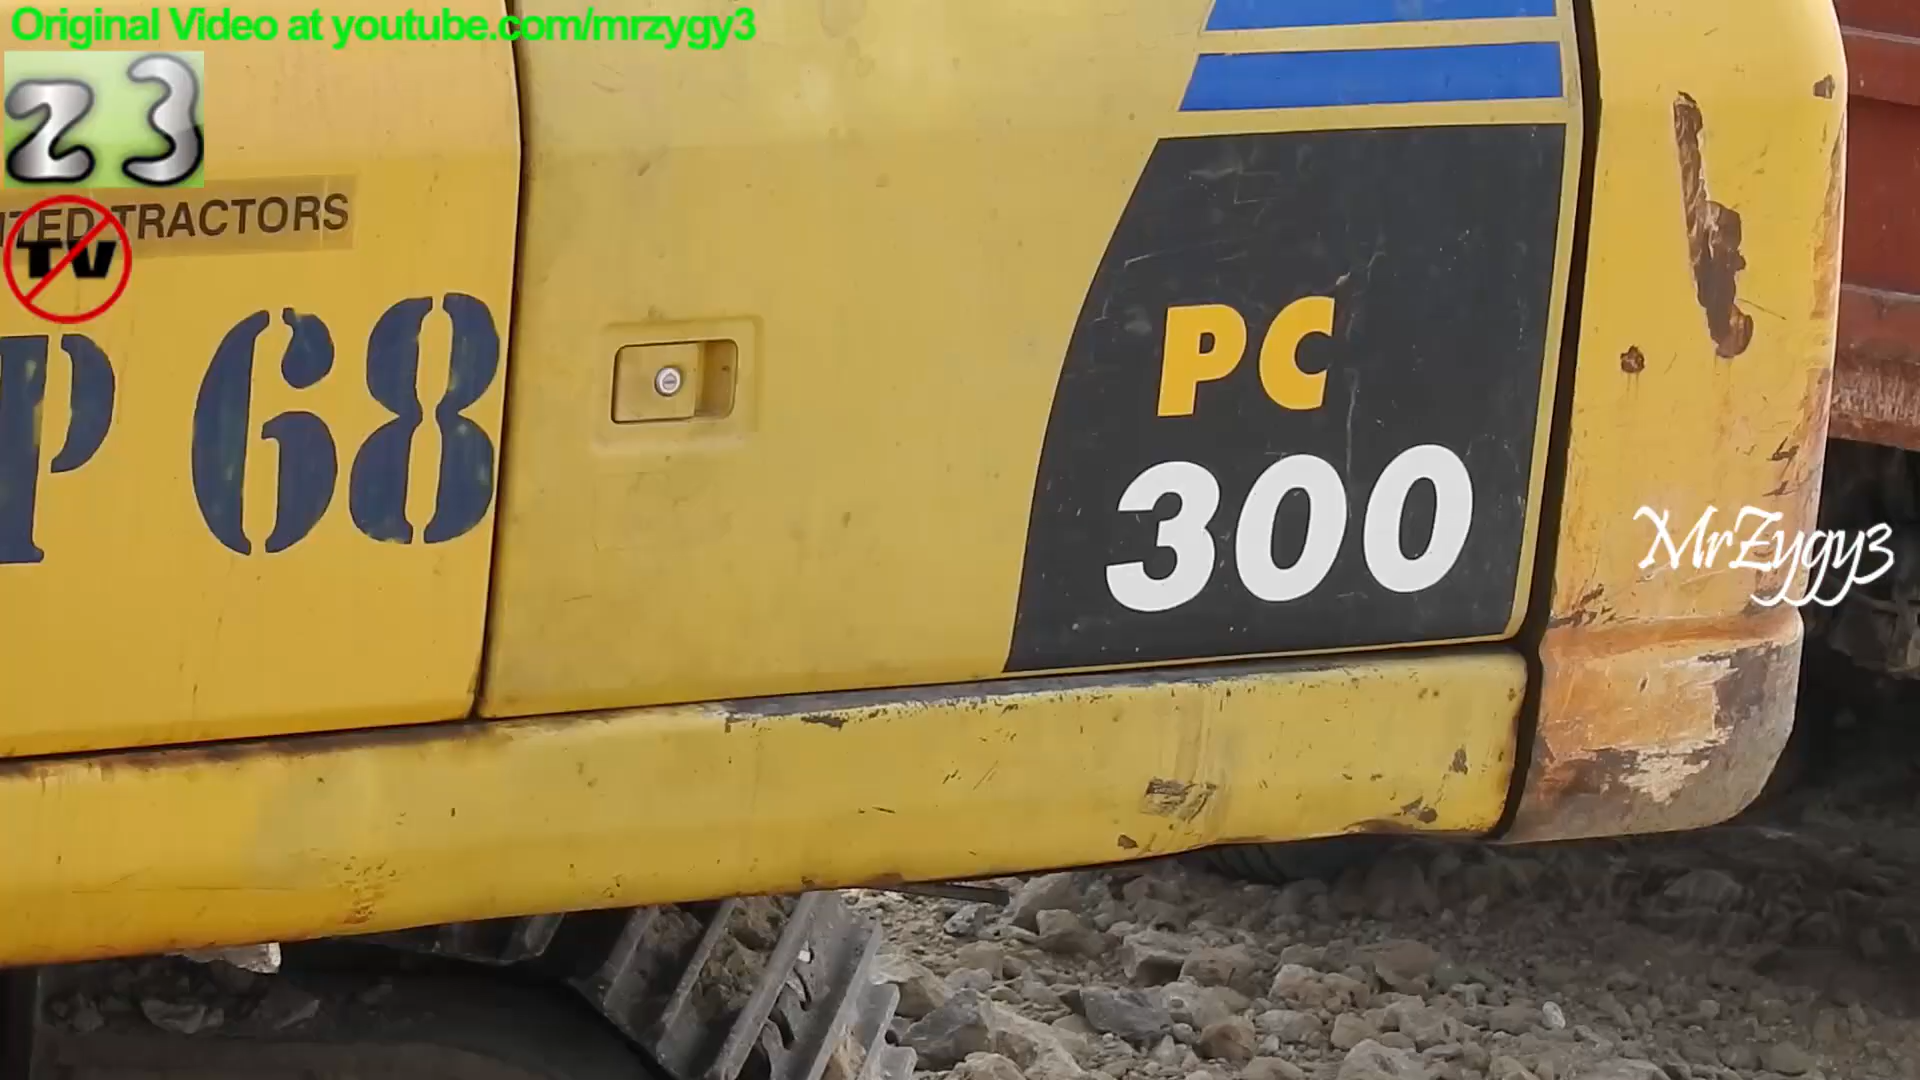 Original Video at youtube.com/mrzygy3
z3
TRACTORS
TV
P 68
PC
300
MrZygy3